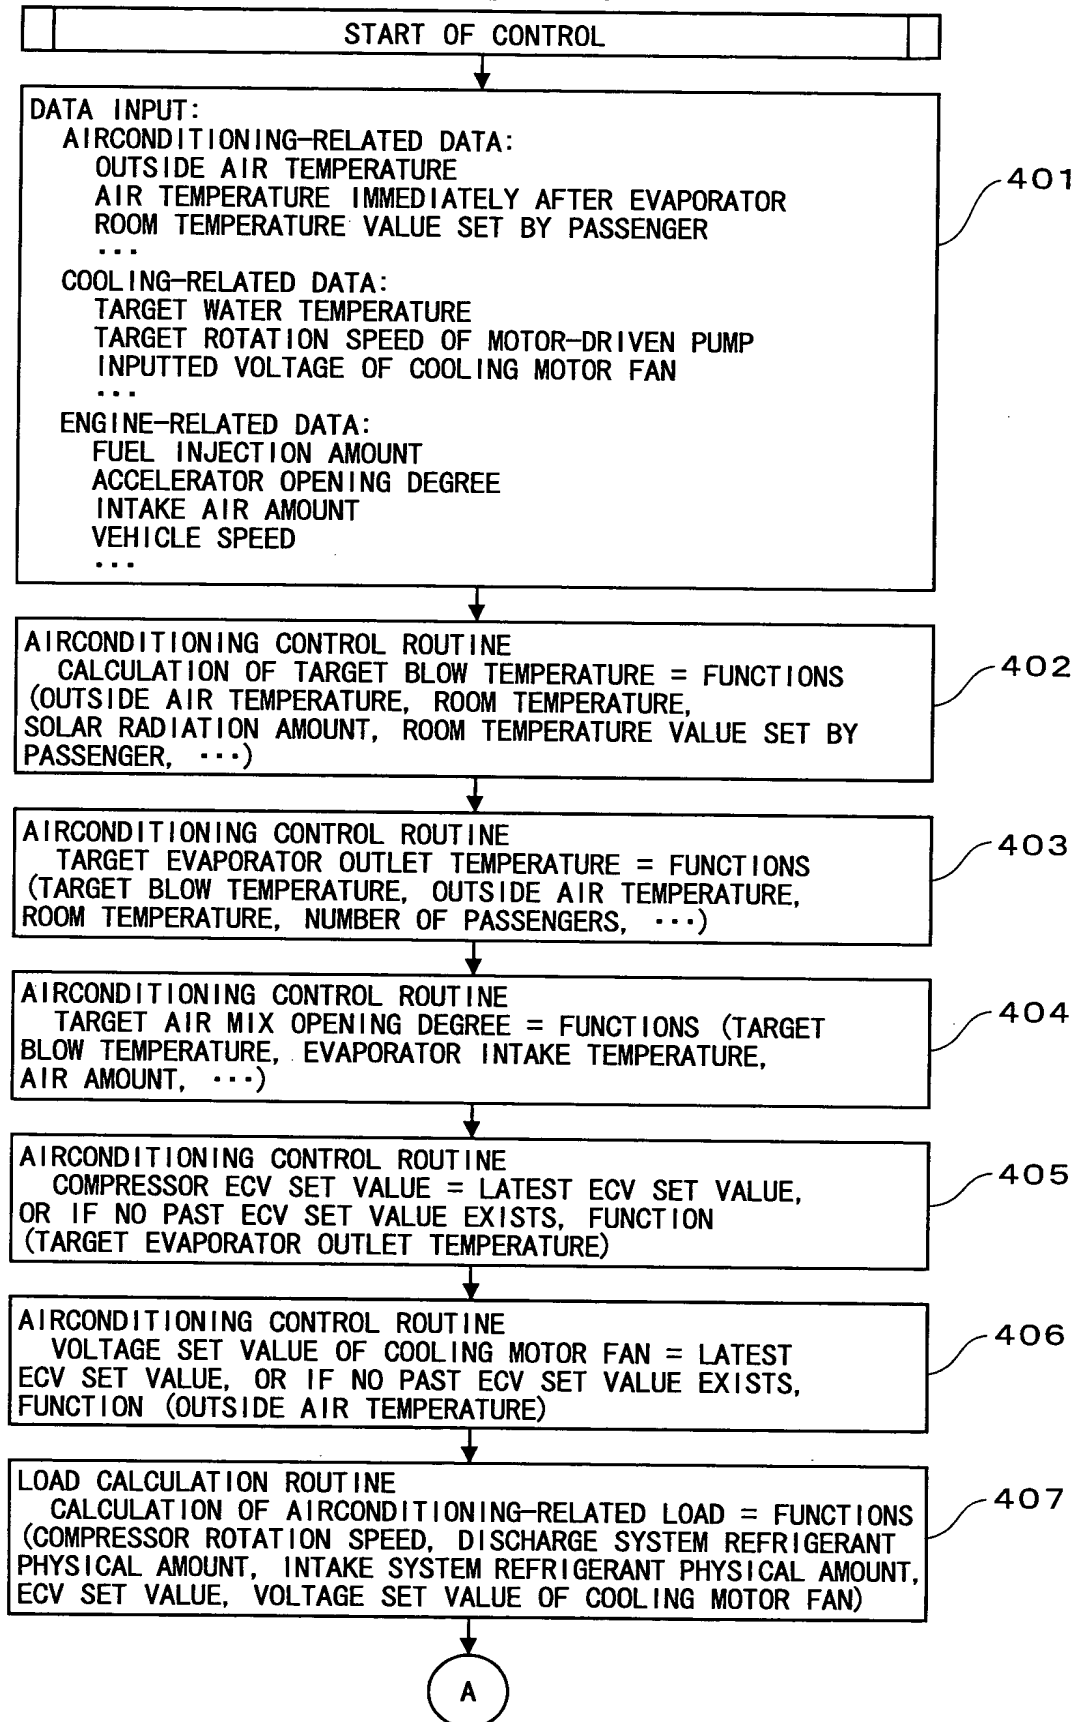 START OF CONTROL
DATA INPUT:
AIRCONDITIONING-RELATED DATA:
OUTSIDE AIR TEMPERATURE
AIR TEMPERATURE IMMEDIATELY AFTER EVAPORATOR
ROOM TEMPERATURE VALUE SET BY PASSENGER
...
COOLING-RELATED DATA:
TARGET WATER TEMPERATURE
TARGET ROTATION SPEED OF MOTOR-DRIVEN PUMP
INPUTTED VOLTAGE OF COOLING MOTOR FAN
...
ENGINE-RELATED DATA:
FUEL INJECTION AMOUNT
ACCELERATOR OPENING DEGREE
INTAKE AIR AMOUNT
VEHICLE SPEED
...
401
AIRCONDITIONING CONTROL ROUTINE
CALCULATION OF TARGET BLOW TEMPERATURE = FUNCTIONS
(OUTSIDE AIR TEMPERATURE, ROOM TEMPERATURE,
SOLAR RADIATION AMOUNT, ROOM TEMPERATURE VALUE SET BY
PASSENGER, ···)
402
AIRCONDITIONING CONTROL ROUTINE
TARGET EVAPORATOR OUTLET TEMPERATURE = FUNCTIONS
(TARGET BLOW TEMPERATURE, OUTSIDE AIR TEMPERATURE,
ROOM TEMPERATURE, NUMBER OF PASSENGERS, ···)
403
AIRCONDITIONING CONTROL ROUTINE
TARGET AIR MIX OPENING DEGREE = FUNCTIONS (TARGET
BLOW TEMPERATURE, EVAPORATOR INTAKE TEMPERATURE,
AIR AMOUNT, ···)
404
AIRCONDITIONING CONTROL ROUTINE
COMPRESSOR ECV SET VALUE = LATEST ECV SET VALUE,
OR IF NO PAST ECV SET VALUE EXISTS, FUNCTION
(TARGET EVAPORATOR OUTLET TEMPERATURE)
405
AIRCONDITIONING CONTROL ROUTINE
VOLTAGE SET VALUE OF COOLING MOTOR FAN = LATEST
ECV SET VALUE, OR IF NO PAST ECV SET VALUE EXISTS,
FUNCTION (OUTSIDE AIR TEMPERATURE)
406
LOAD CALCULATION ROUTINE
CALCULATION OF AIRCONDITIONING-RELATED LOAD = FUNCTIONS
(COMPRESSOR ROTATION SPEED, DISCHARGE SYSTEM REFRIGERANT
PHYSICAL AMOUNT, INTAKE SYSTEM REFRIGERANT PHYSICAL AMOUNT,
ECV SET VALUE, VOLTAGE SET VALUE OF COOLING MOTOR FAN)
407
A